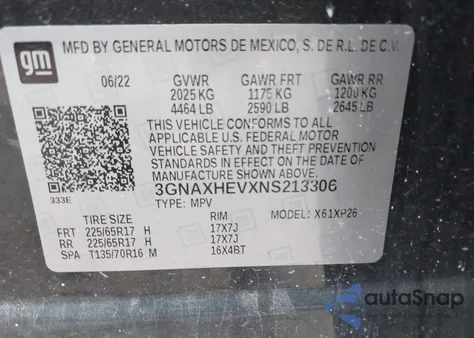 gm
MFD BY GENERAL MOTORS DE MEXICO, S. DE R.L. DE C.V.
06/22 GVWR GAWR FRT GAWR RR
2025 KG 1175 KG 1200 KG
4464 LB 2590 LB 2645 LB
THIS VEHICLE CONFORMS TO ALL
APPLICABLE U.S. FEDERAL MOTOR
VEHICLE SAFETY AND THEFT PREVENTION
STANDARDS IN EFFECT ON THE DATE OF
MANUFACTURE SHOWN ABOVE.
333E
3GNAXHEVXNS213306
TYPE: MPV MODEL: X61XP26
TIRE SIZE RIM
FRT 225/65R17 H 17X7J
RR 225/65R17 H 17X7J
SPA T135/70R16 M 16X4BT
autoSnap